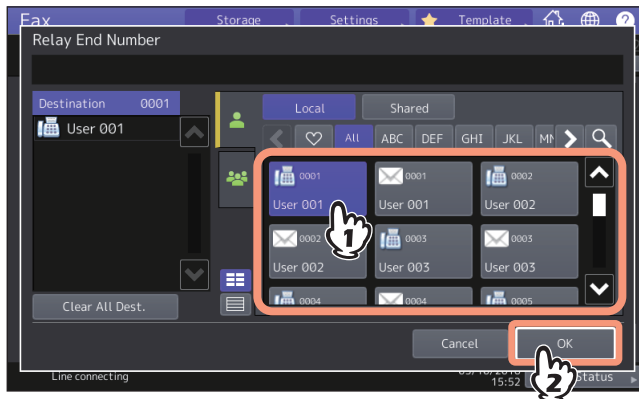 Fax Storage Settings Template
Relay End Number
Destination 0001
User 001
Local Shared
All ABC DEF GHI JKL
0001 User 001
0001 User 001
0002 User 002
0002 User 002
0003 User 003
0003 User 003
0004 0004 0005
1
Clear All Dest.
Cancel OK
Line connecting
15:52
Status
2